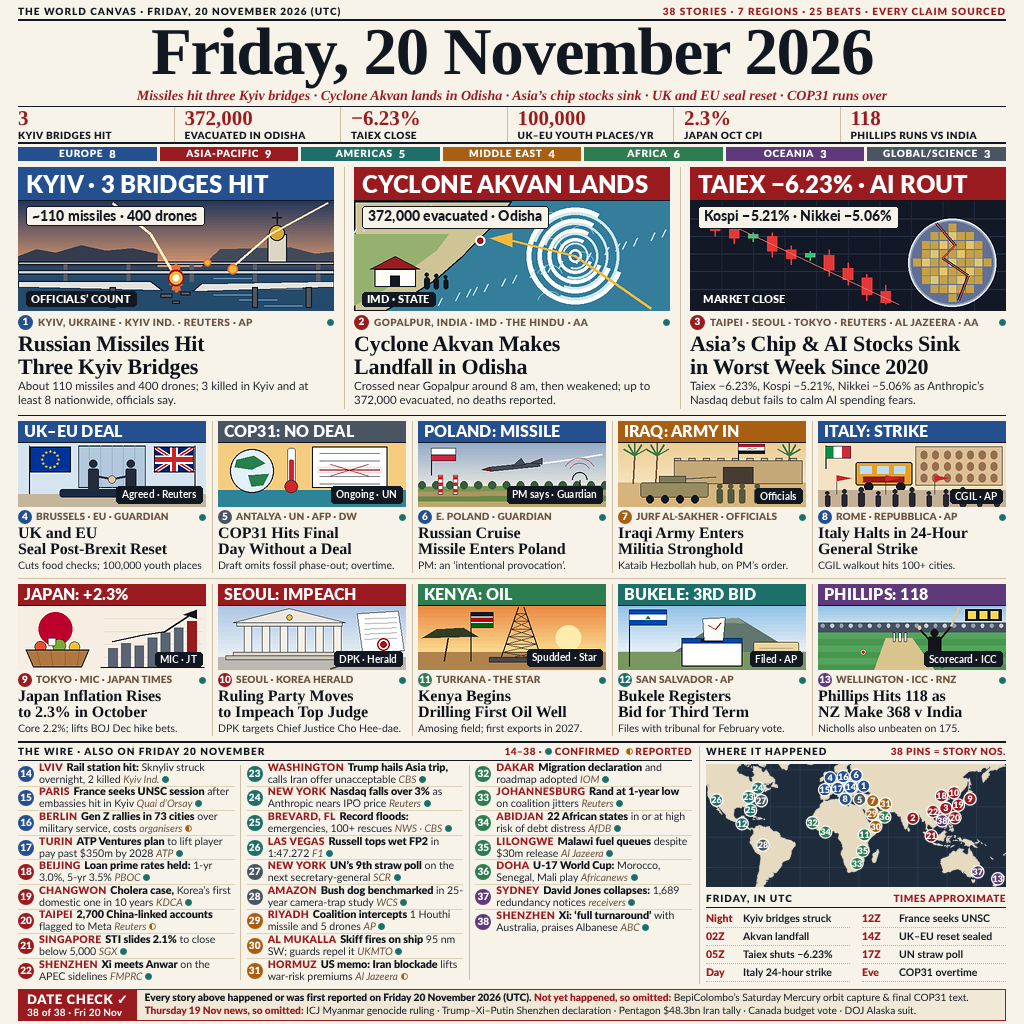 THE WORLD CANVAS · FRIDAY, 20 NOVEMBER 2026 (UTC)
38 STORIES · 7 REGIONS · 25 BEATS · EVERY CLAIM SOURCED
Friday, 20 November 2026
Missiles hit three Kyiv bridges · Cyclone Akvan lands in Odisha · Asia's chip stocks sink · UK and EU seal reset · COP31 runs over
3
KYIV BRIDGES HIT
372,000
EVACUATED IN ODISHA
−6.23%
TAIEX CLOSE
100,000
UK–EU YOUTH PLACES/YR
2.3%
JAPAN OCT CPI
118
PHILLIPS RUNS VS INDIA
EUROPE 8
ASIA-PACIFIC 9
AMERICAS 5
MIDDLE EAST 4
AFRICA 6
OCEANIA 3
GLOBAL/SCIENCE 3
KYIV · 3 BRIDGES HIT
~110 missiles · 400 drones
OFFICIALS' COUNT
1 KYIV, UKRAINE · KYIV IND. · REUTERS · AP
Russian Missiles Hit
Three Kyiv Bridges
About 110 missiles and 400 drones; 3 killed in Kyiv and at
least 8 nationwide, officials say.
CYCLONE AKVAN LANDS
372,000 evacuated · Odisha
IMD · STATE
2 GOPALPUR, INDIA · IMD · THE HINDU · AA
Cyclone Akvan Makes
Landfall in Odisha
Crossed near Gopalpur around 8 am, then weakened; up to
372,000 evacuated, no deaths reported.
TAIEX −6.23% · AI ROUT
Kospi −5.21% · Nikkei −5.06%
MARKET CLOSE
3 TAIPEI · SEOUL · TOKYO · REUTERS · AL JAZEERA · AA
Asia's Chip & AI Stocks Sink
in Worst Week Since 2020
Taiex −6.23%, Kospi −5.21%, Nikkei −5.06% as Anthropic's
Nasdaq debut fails to calm AI spending fears.
UK–EU DEAL
Agreed · Reuters
4 BRUSSELS · EU · GUARDIAN
UK and EU
Seal Post-Brexit Reset
Cuts food checks; 100,000 youth places
COP31: NO DEAL
Ongoing · UN
5 ANTALYA · UN · AFP · DW
COP31 Hits Final
Day Without a Deal
Draft omits fossil phase-out; overtime.
POLAND: MISSILE
PM says · Guardian
6 E. POLAND · GUARDIAN
Russian Cruise
Missile Enters Poland
PM: an 'intentional provocation'.
IRAQ: ARMY IN
Officials
7 JURF AL-SAKHER · OFFICIALS
Iraqi Army Enters
Militia Stronghold
Kataib Hezbollah hub, on PM's order.
ITALY: STRIKE
CGIL · AP
8 ROME · REPUBBLICA · AP
Italy Halts in 24-Hour
General Strike
CGIL walkout hits 100+ cities.
JAPAN: +2.3%
MIC · JT
9 TOKYO · MIC · JAPAN TIMES
Japan Inflation Rises
to 2.3% in October
Core 2.2%; lifts BOJ Dec hike bets.
SEOUL: IMPEACH
DPK · Herald
10 SEOUL · KOREA HERALD
Ruling Party Moves
to Impeach Top Judge
DPK targets Chief Justice Cho Hee-dae.
KENYA: OIL
Spudded · Star
11 TURKANA · THE STAR
Kenya Begins
Drilling First Oil Well
Amosing field; first exports in 2027.
BUKELE: 3RD BID
Filed · AP
12 SAN SALVADOR · AP
Bukele Registers
Bid for Third Term
Files with tribunal for February vote.
PHILLIPS: 118
Scorecard · ICC
13 WELLINGTON · ICC · RNZ
Phillips Hits 118 as
NZ Make 368 v India
Nicholls also unbeaten on 175.
THE WIRE · ALSO ON FRIDAY 20 NOVEMBER
14–38 · CONFIRMED REPORTED
14 LVIV Rail station hit: Sknyliv struck
overnight, 2 killed Kyiv Ind.
15 PARIS France seeks UNSC session after
embassies hit in Kyiv Quai d'Orsay
16 BERLIN Gen Z rallies in 73 cities over
military service, costs organisers
17 TURIN ATP Ventures plan to lift player
pay past $350m by 2028 ATP
18 BEIJING Loan prime rates held: 1-yr
3.0%, 5-yr 3.5% PBOC
19 CHANGWON Cholera case, Korea's first
domestic one in 10 years KDCA
20 TAIPEI 2,700 China-linked accounts
flagged to Meta Reuters
21 SINGAPORE STI slides 2.1% to close
below 5,000 SGX
22 SHENZHEN Xi meets Anwar on the
APEC sidelines FMPRC
23 WASHINGTON Trump hails Asia trip,
calls Iran offer unacceptable CBS
24 NEW YORK Nasdaq falls over 3% as
Anthropic nears IPO price Reuters
25 BREVARD, FL Record floods:
emergencies, 100+ rescues NWS · CBS
26 LAS VEGAS Russell tops wet FP2 in
1:47.272 F1
27 NEW YORK UN's 9th straw poll on the
next secretary-general SCR
28 AMAZON Bush dog benchmarked in 25-
year camera-trap study WCS
29 RIYADH Coalition intercepts 1 Houthi
missile and 5 drones AP
30 AL MUKALLA Skiff fires on ship 95 nm
SW; guards repel it UKMTO
31 HORMUZ US memo: Iran blockade lifts
war-risk premiums Al Jazeera
32 DAKAR Migration declaration and
roadmap adopted IOM
33 JOHANNESBURG Rand at 1-year low
on coalition jitters Reuters
34 ABIDJAN 22 African states in or at high
risk of debt distress AfDB
35 LILONGWE Malawi fuel queues despite
$30m release Al Jazeera
36 DOHA U-17 World Cup: Morocco,
Senegal, Mali play Africanews
37 SYDNEY David Jones collapses: 1,689
redundancy notices receivers
38 SHENZHEN Xi: 'full turnaround' with
Australia, praises Albanese ABC
WHERE IT HAPPENED
38 PINS = STORY NOS.
FRIDAY, IN UTC
TIMES APPROXIMATE
Night Kyiv bridges struck
12Z France seeks UNSC
02Z Akvan landfall
14Z UK–EU reset sealed
05Z Taiex shuts −6.23%
17Z UN straw poll
Day Italy 24-hour strike
Eve COP31 overtime
DATE CHECK ✓
38 of 38 · Fri 20 Nov
Every story above happened or was first reported on Friday 20 November 2026 (UTC). Not yet happened, so omitted: BepiColombo's Saturday Mercury orbit capture & final COP31 text.
Thursday 19 Nov news, so omitted: ICJ Myanmar genocide ruling · Trump–Xi–Putin Shenzhen declaration · Pentagon $48.3bn Iran tally · Canada budget vote · DOJ Alaska suit.